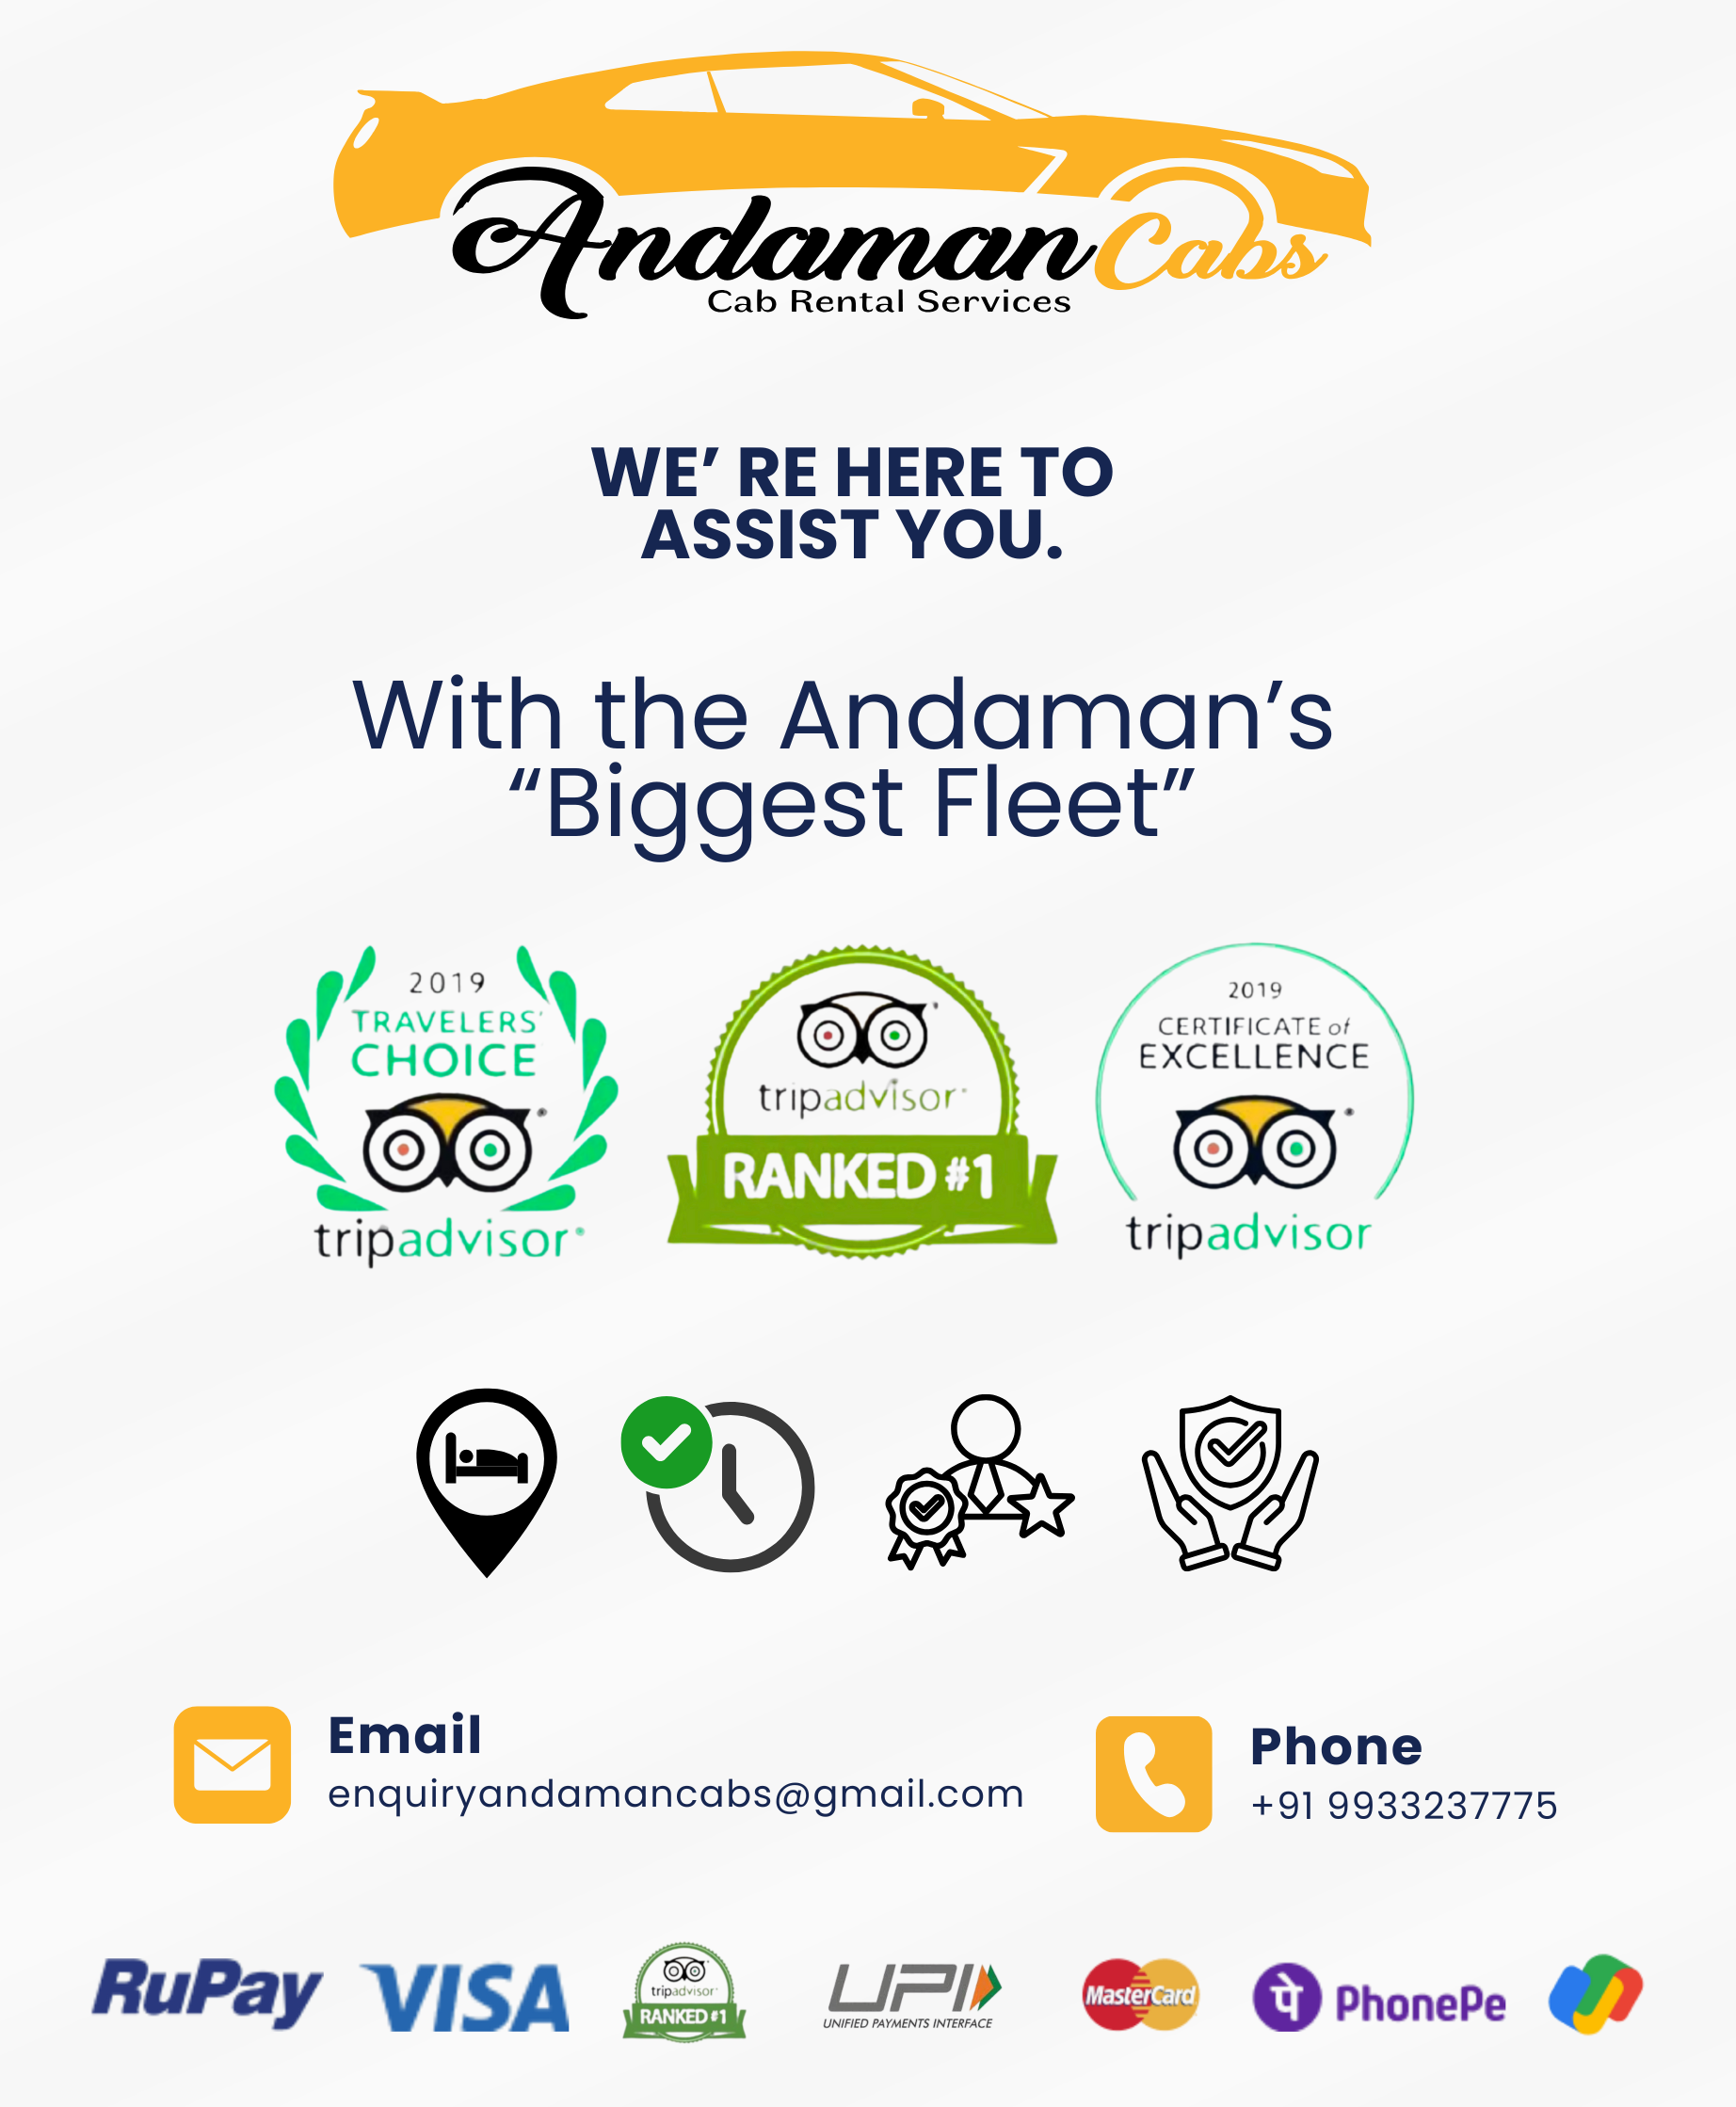 Andaman Cabs
Cab Rental Services
WE’ RE HERE TO
ASSIST YOU.
With the Andaman’s
“Biggest Fleet”
2019
TRAVELERS’
CHOICE
tripadvisor®
tripadvisor®
RANKED #1
2019
CERTIFICATE of
EXCELLENCE
tripadvisor
Email
enquiryandamancabs@gmail.com
Phone
+91 9933237775
RuPay
VISA
tripadvisor®
RANKED #1
UPI
UNIFIED PAYMENTS INTERFACE
MasterCard
पे PhonePe